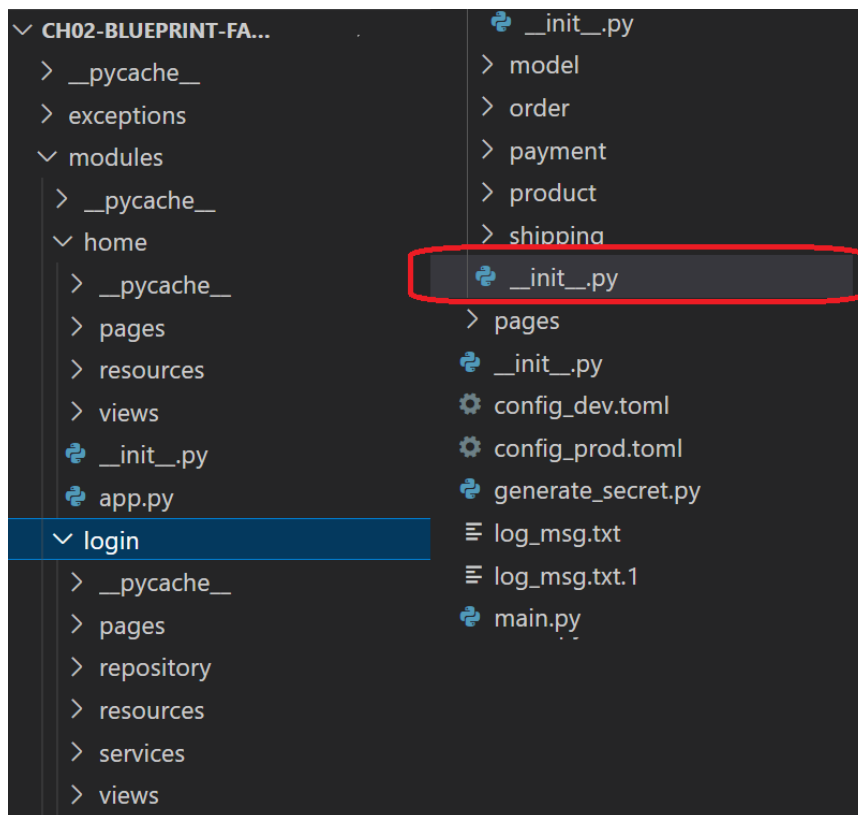 CH02-BLUEPRINT-FA...
__pycache__
exceptions
modules
__pycache__
home
__pycache__
pages
resources
views
__init__.py
app.py
login
__pycache__
pages
repository
resources
services
views
__init__.py
model
order
payment
product
shipping
__init__.py
pages
__init__.py
config_dev.toml
config_prod.toml
generate_secret.py
log_msg.txt
log_msg.txt.1
main.py